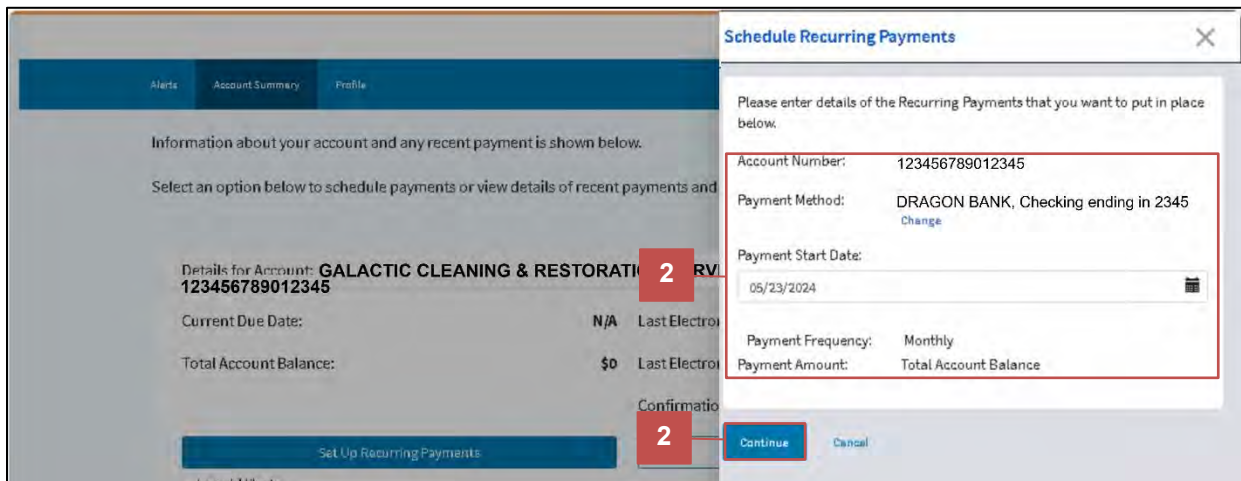 Schedule Recurring Payments
Alerts Account Summary Profile
Please enter details of the Recurring Payments that you want to put in place
below.
Information about your account and any recent payment is shown below.
Select an option below to schedule payments or view details of recent payments and
Account Number: 123456789012345
Payment Method: DRAGON BANK, Checking ending in 2345
Change
Payment Start Date:
2
05/23/2024
Payment Frequency: Monthly
Payment Amount: Total Account Balance
Details for Account: GALACTIC CLEANING & RESTORATI
123456789012345
Current Due Date: N/A Last Electro
Total Account Balance: $0 Last Electro
Confirmatio
2
Continue Cancel
Set Up Recurring Payments